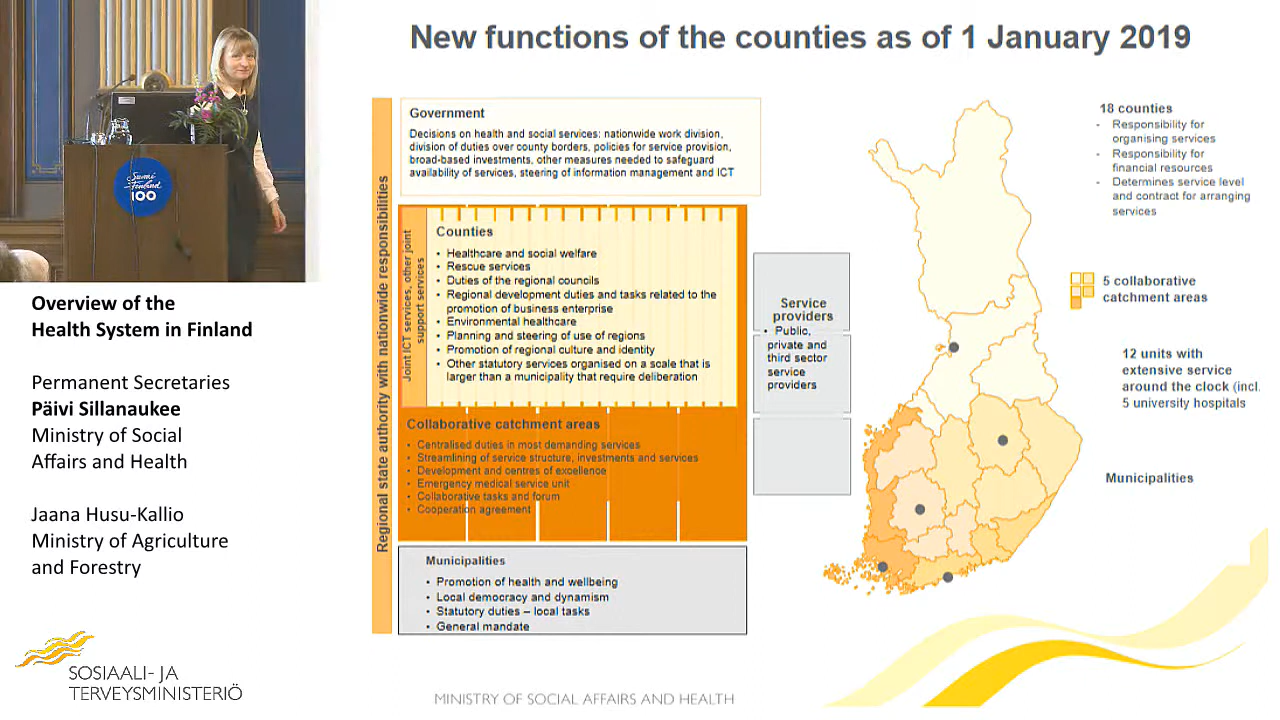 New functions of the counties as of 1 January 2019
Suomi
Finland
100
Overview of the
Health System in Finland
Permanent Secretaries
Päivi Sillanaukee
Ministry of Social
Affairs and Health
Jaana Husu-Kallio
Ministry of Agriculture
and Forestry
SOSIAALI- JA
TERVEYSMINISTERIÖ
Regional state authority with nationwide responsibilities
Government
Decisions on health and social services: nationwide work division,
division of duties over county borders, policies for service provision,
broad-based investments, other measures needed to safeguard
availability of services, steering of information management and ICT
Joint ICT services, other joint
support services
Counties
• Healthcare and social welfare
• Rescue services
• Duties of the regional councils
• Regional development duties and tasks related to the
promotion of business enterprise
• Environmental healthcare
• Planning and steering of use of regions
• Promotion of regional culture and identity
• Other statutory services organised on a scale that is
larger than a municipality that require deliberation
Collaborative catchment areas
• Centralised duties in most demanding services
• Streamlining of service structure, investments and services
• Development and centres of excellence
• Emergency medical service unit
• Collaborative tasks and forum
• Cooperation agreement
Municipalities
• Promotion of health and wellbeing
• Local democracy and dynamism
• Statutory duties – local tasks
• General mandate
Service
providers
• Public,
private and
third sector
service
providers
18 counties
- Responsibility for
organising services
- Responsibility for
financial resources
- Determines service level
and contract for arranging
services
5 collaborative
catchment areas
12 units with
extensive service
around the clock (incl.
5 university hospitals
Municipalities
MINISTRY OF SOCIAL AFFAIRS AND HEALTH